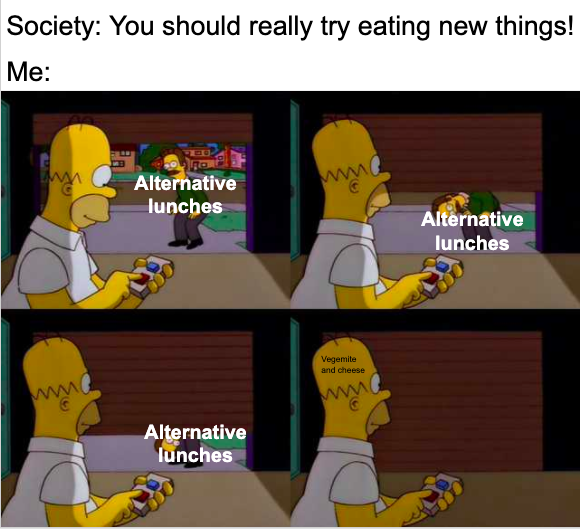 Society: You should really try eating new things!
Me:
Alternative
lunches
Alternative
lunches
Alternative
lunches
Vegemite
and cheese